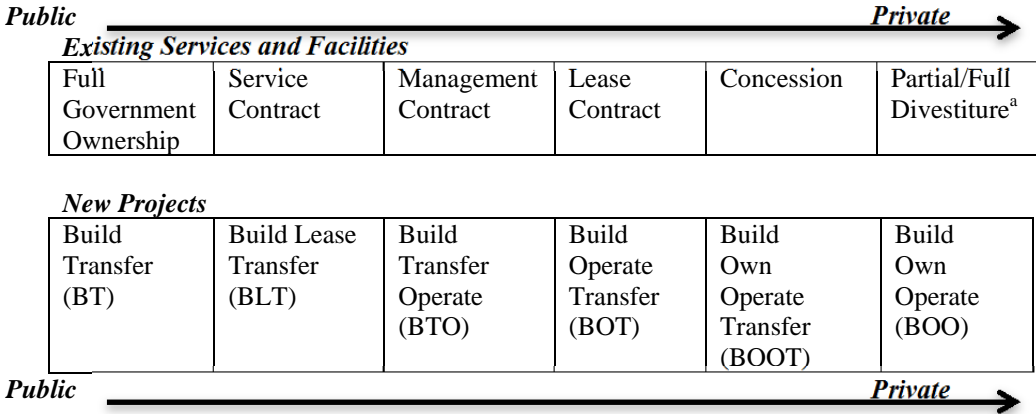 Public Private
Existing Services and Facilities
Full Government Ownership
Service Contract
Management Contract
Lease Contract
Concession
Partial/Full Divestiture^a
New Projects
Build Transfer (BT)
Build Lease Transfer (BLT)
Build Transfer Operate (BTO)
Build Operate Transfer (BOT)
Build Own Operate Transfer (BOOT)
Build Own Operate (BOO)
Public Private